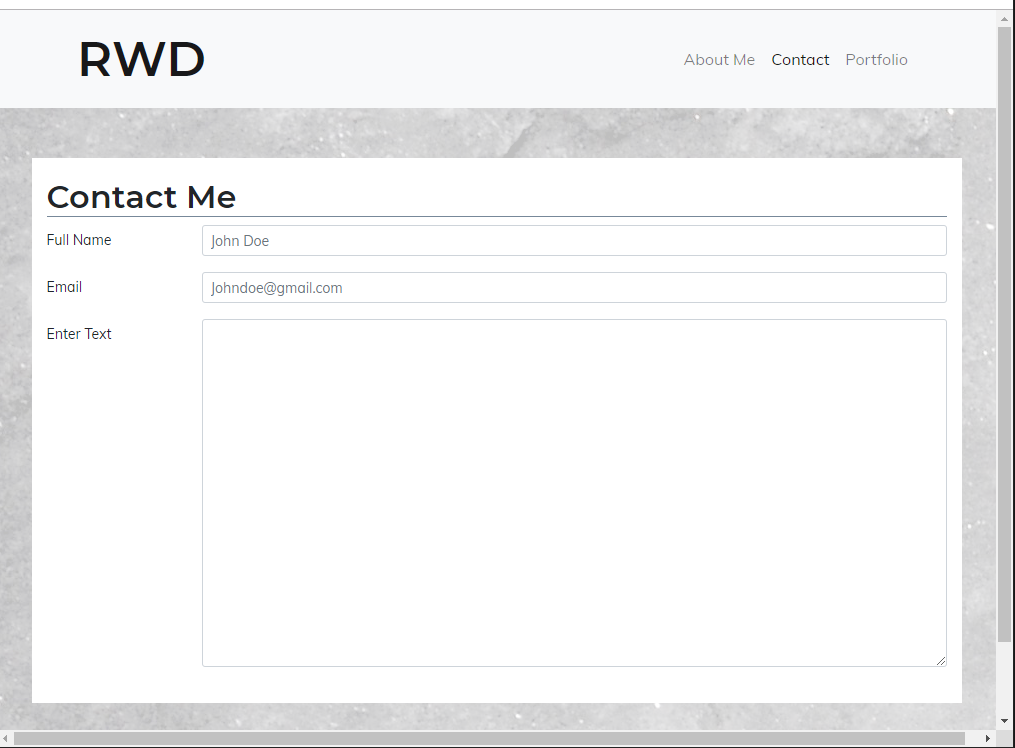 RWD
About Me Contact Portfolio
Contact Me
Full Name John Doe
Email Johndoe@gmail.com
Enter Text